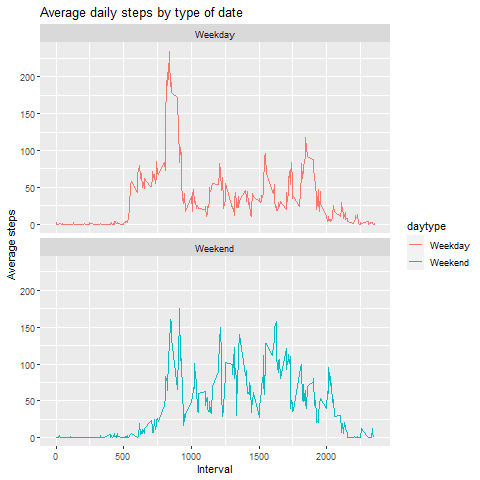 Average daily steps by type of date
Weekday
200
150
100
50
0
Weekend
200
150
100
50
0
0
500
1000
1500
2000
Interval
Average steps
daytype
Weekday
Weekend